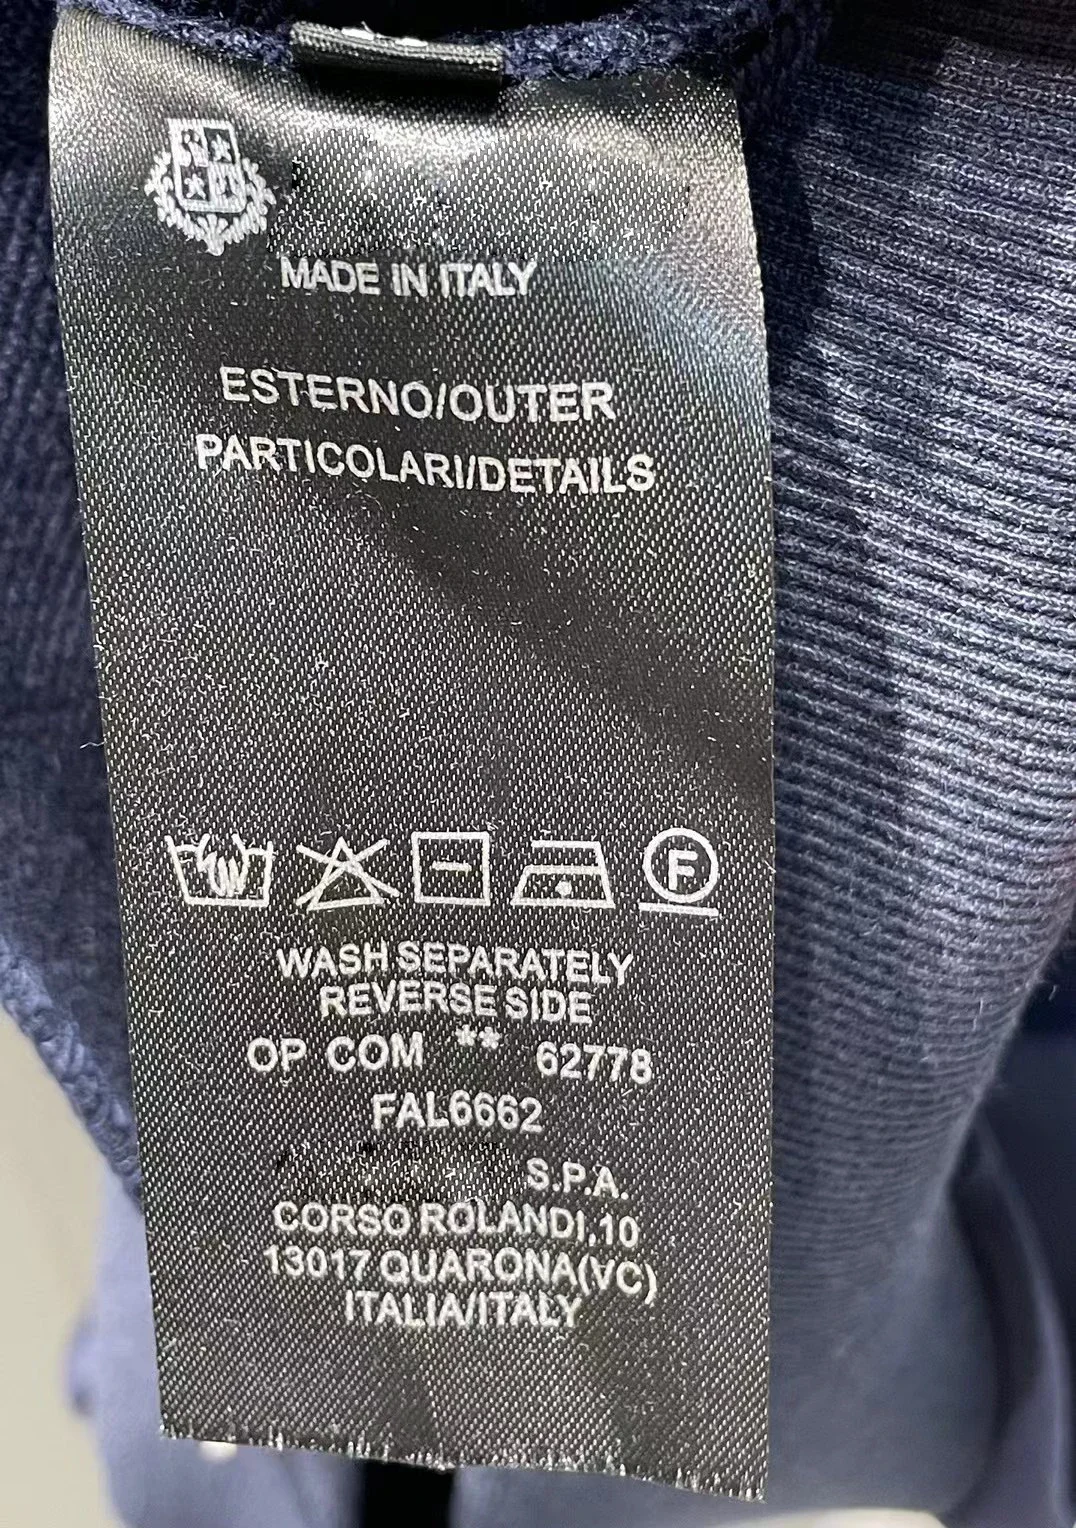 MADE IN ITALY
ESTERNO/OUTER
PARTICOLARI/DETAILS
F
WASH SEPARATELY
REVERSE SIDE
OP COM ** 62778
FAL6662
S.P.A.
CORSO ROLANDI,10
13017 QUARONA(VC)
ITALIA/ITALY